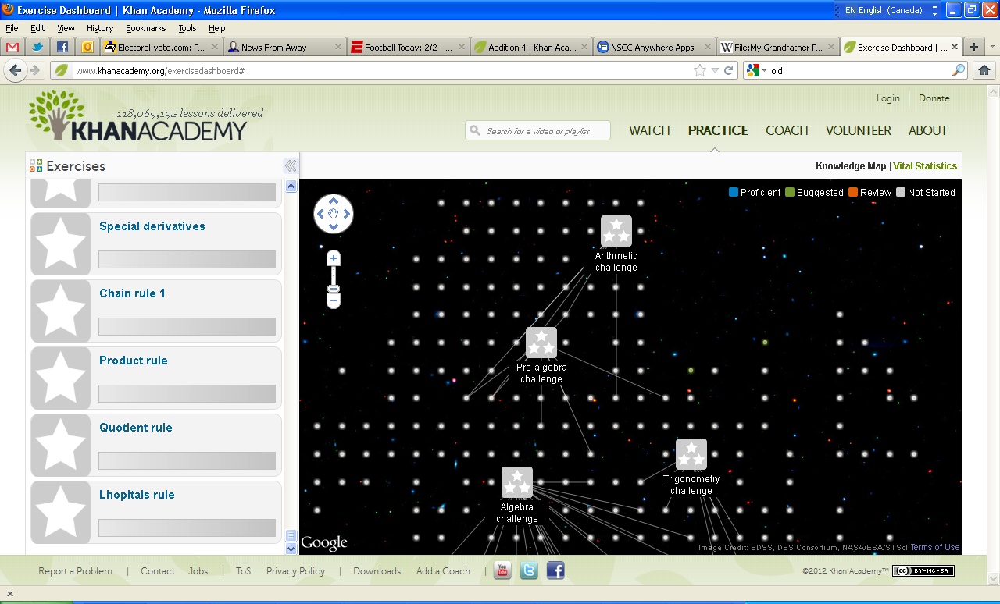 Exercise Dashboard | Khan Academy - Mozilla Firefox
EN English (Canada)
File Edit View History Bookmarks Tools Help
Electoral-vote.com: P...
News From Away
Football Today: 2/2 - ...
Addition 4 | Khan Aca...
NSCC Anywhere Apps
File:My Grandfather P...
Exercise Dashboard | ...
www.khanacademy.org/exercisedashboard#
old
Login | Donate
118,069,192 lessons delivered
KHANACADEMY
Search for a video or playlist
WATCH PRACTICE COACH VOLUNTEER ABOUT
Exercises
Knowledge Map | Vital Statistics
Proficient Suggested Review Not Started
Special derivatives
Chain rule 1
Product rule
Quotient rule
Lhopitals rule
Arithmetic
challenge
Pre-algebra
challenge
Trigonometry
challenge
Algebra
challenge
Google
Image Credit: SDSS, DSS Consortium, NASA/ESA/STScI Terms of Use
Report a Problem | Contact Jobs | ToS Privacy Policy | Downloads Add a Coach |
You Tube
©2012 Khan Academy™
cc BY-NC-SA